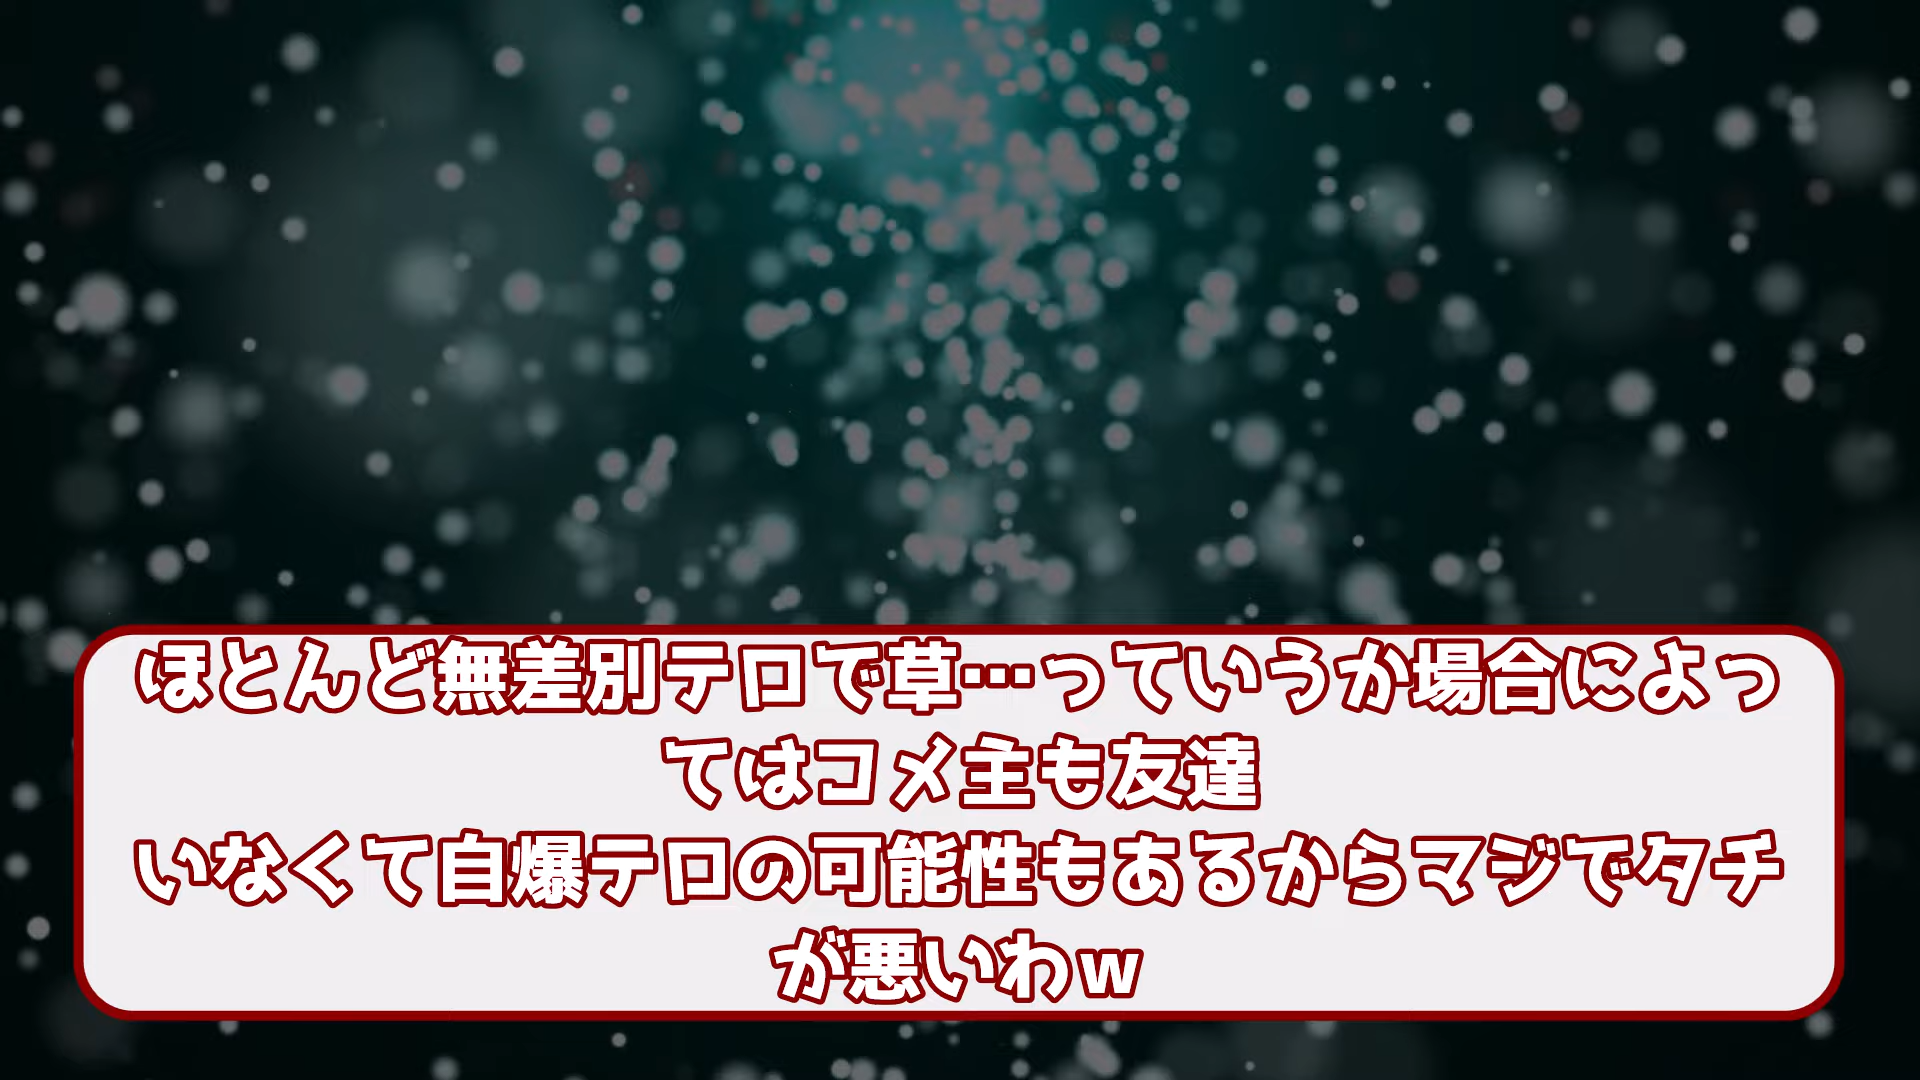 ほとんど無差別テロで草…っていうか場合によっ
てはコメ主も友達
いなくて自爆テロの可能性もあるからマジでタチ
が悪いわw